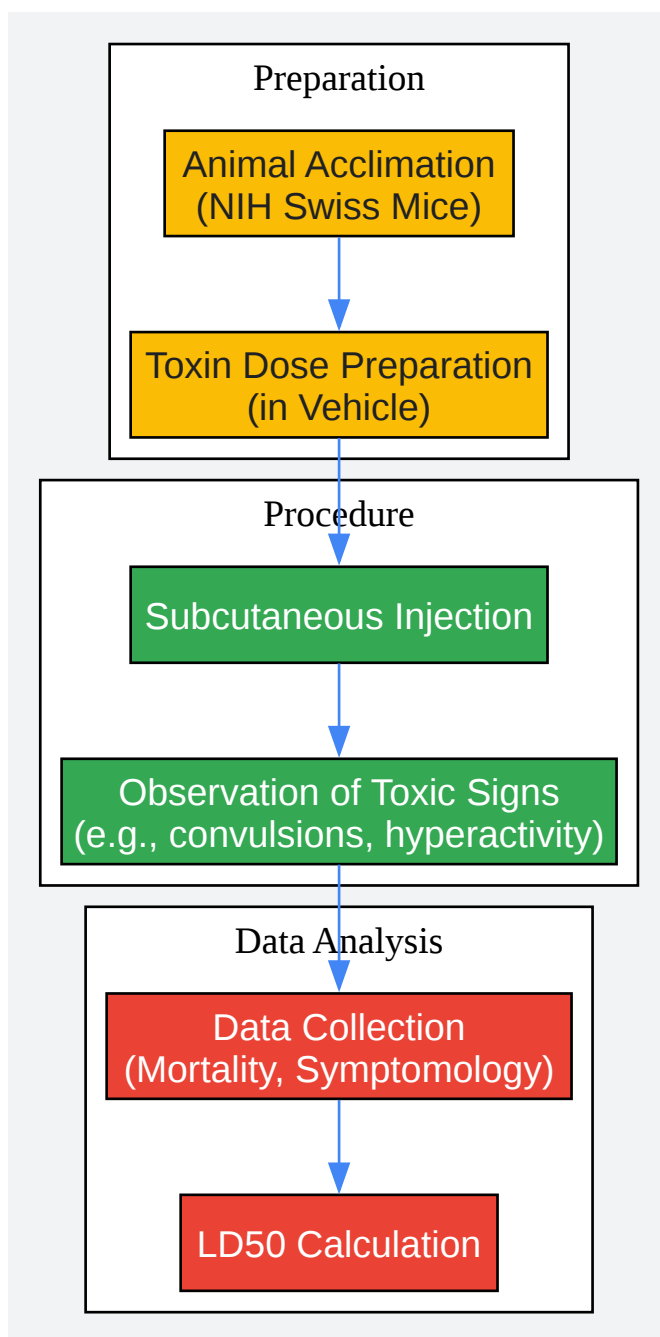 Preparation
Animal Acclimation
(NIH Swiss Mice)
Toxin Dose Preparation
(in Vehicle)
Procedure
Subcutaneous Injection
Observation of Toxic Signs
(e.g., convulsions, hyperactivity)
Data Analysis
Data Collection
(Mortality, Symptomology)
LD50 Calculation